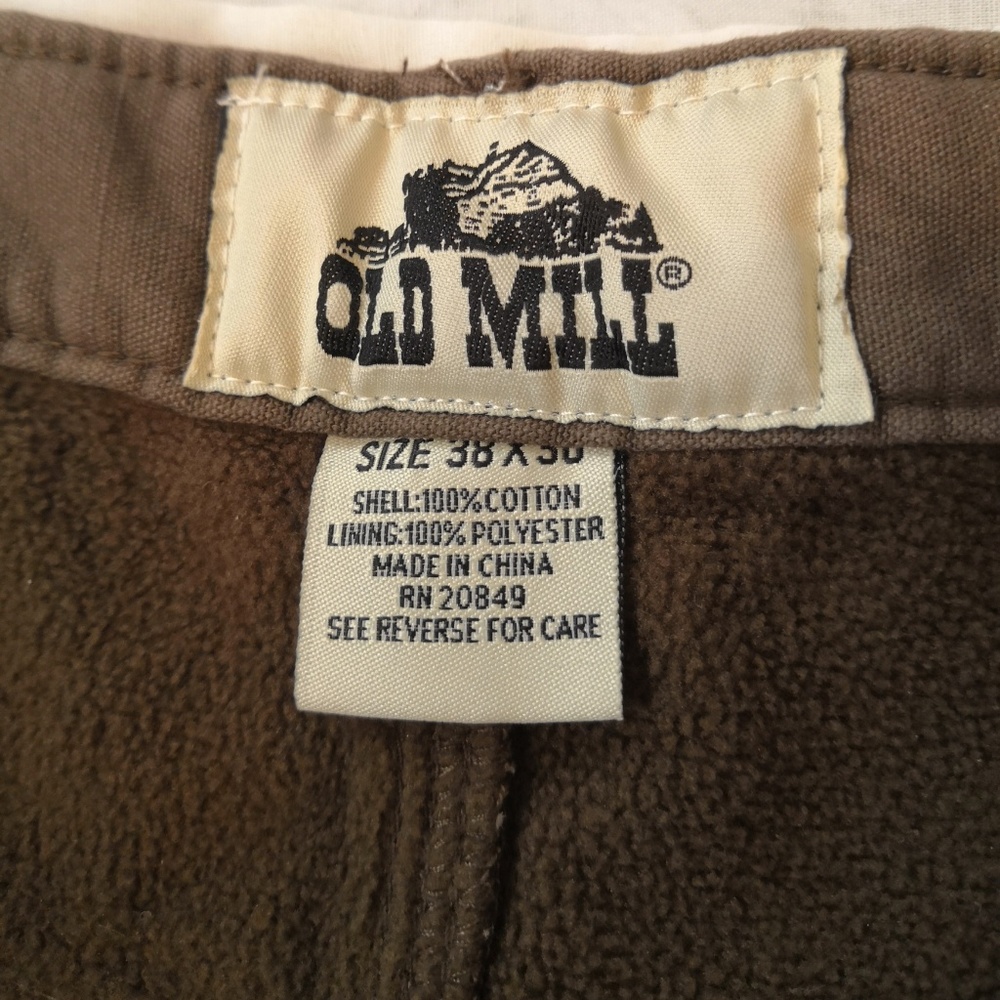 OLD MILL®
SIZE 38 X 30
SHELL:100% COTTON
LINING:100% POLYESTER
MADE IN CHINA
RN 20849
SEE REVERSE FOR CARE